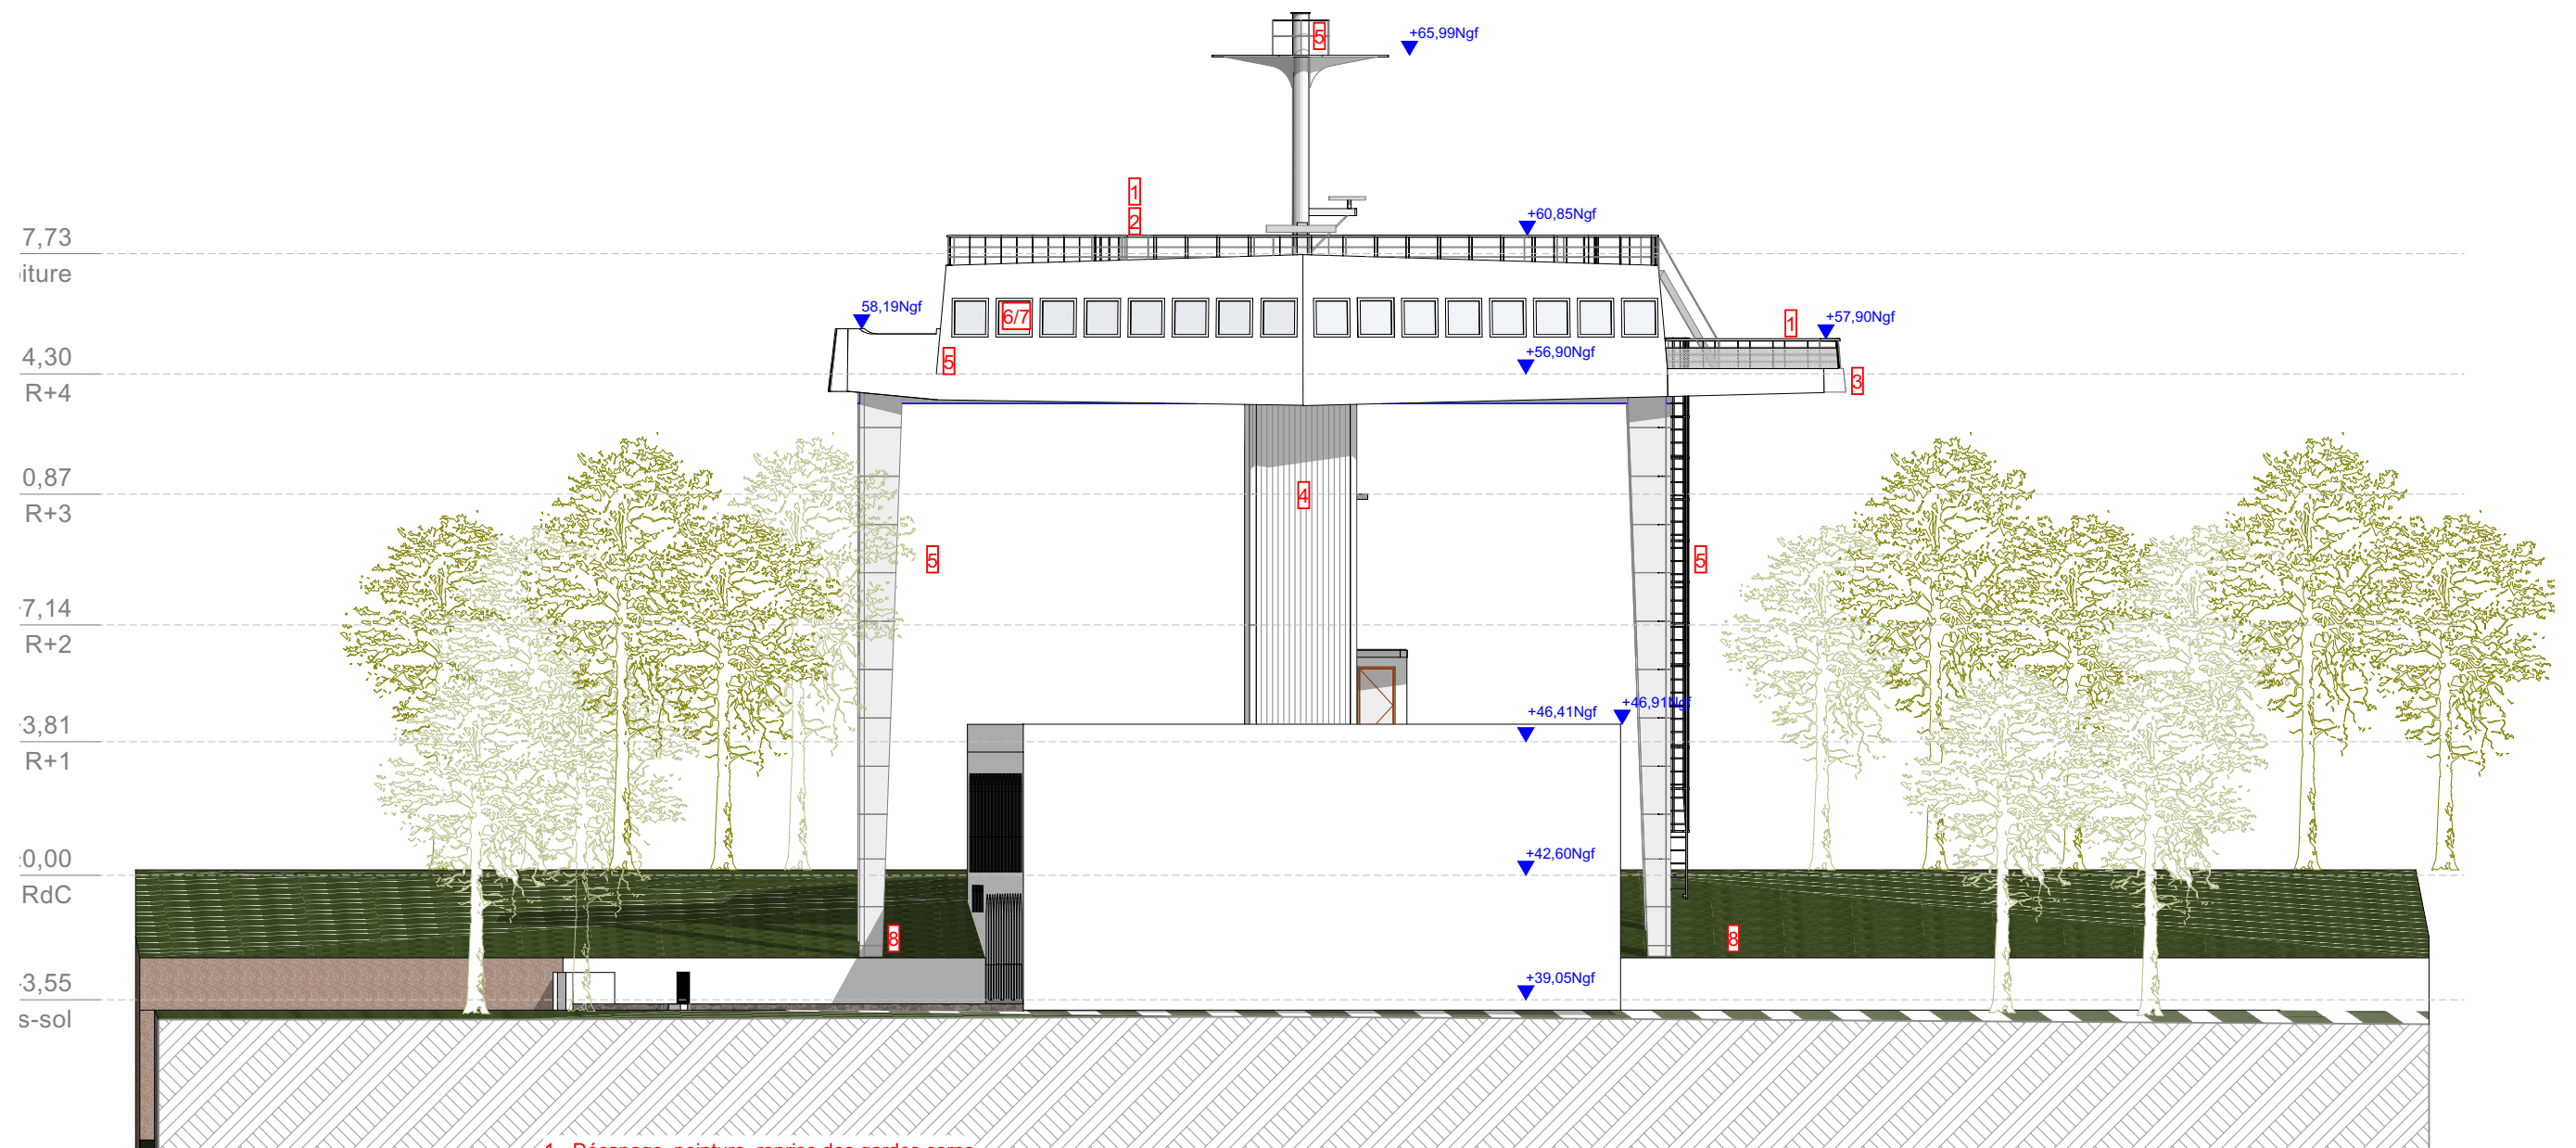 5
+65,99Ngf
1
2
+60,85Ngf
7,73
58,19Ngf
6/7
1
+57,90Ngf
4,30
R+4
5
+56,90Ngf
3
0,87
R+3
4
5
5
7,14
R+2
3,81
R+1
+46,41Ngf
+46,91Ngf
0,00
RdC
+42,60Ngf
8
8
3,55
s-sol
+39,05Ngf